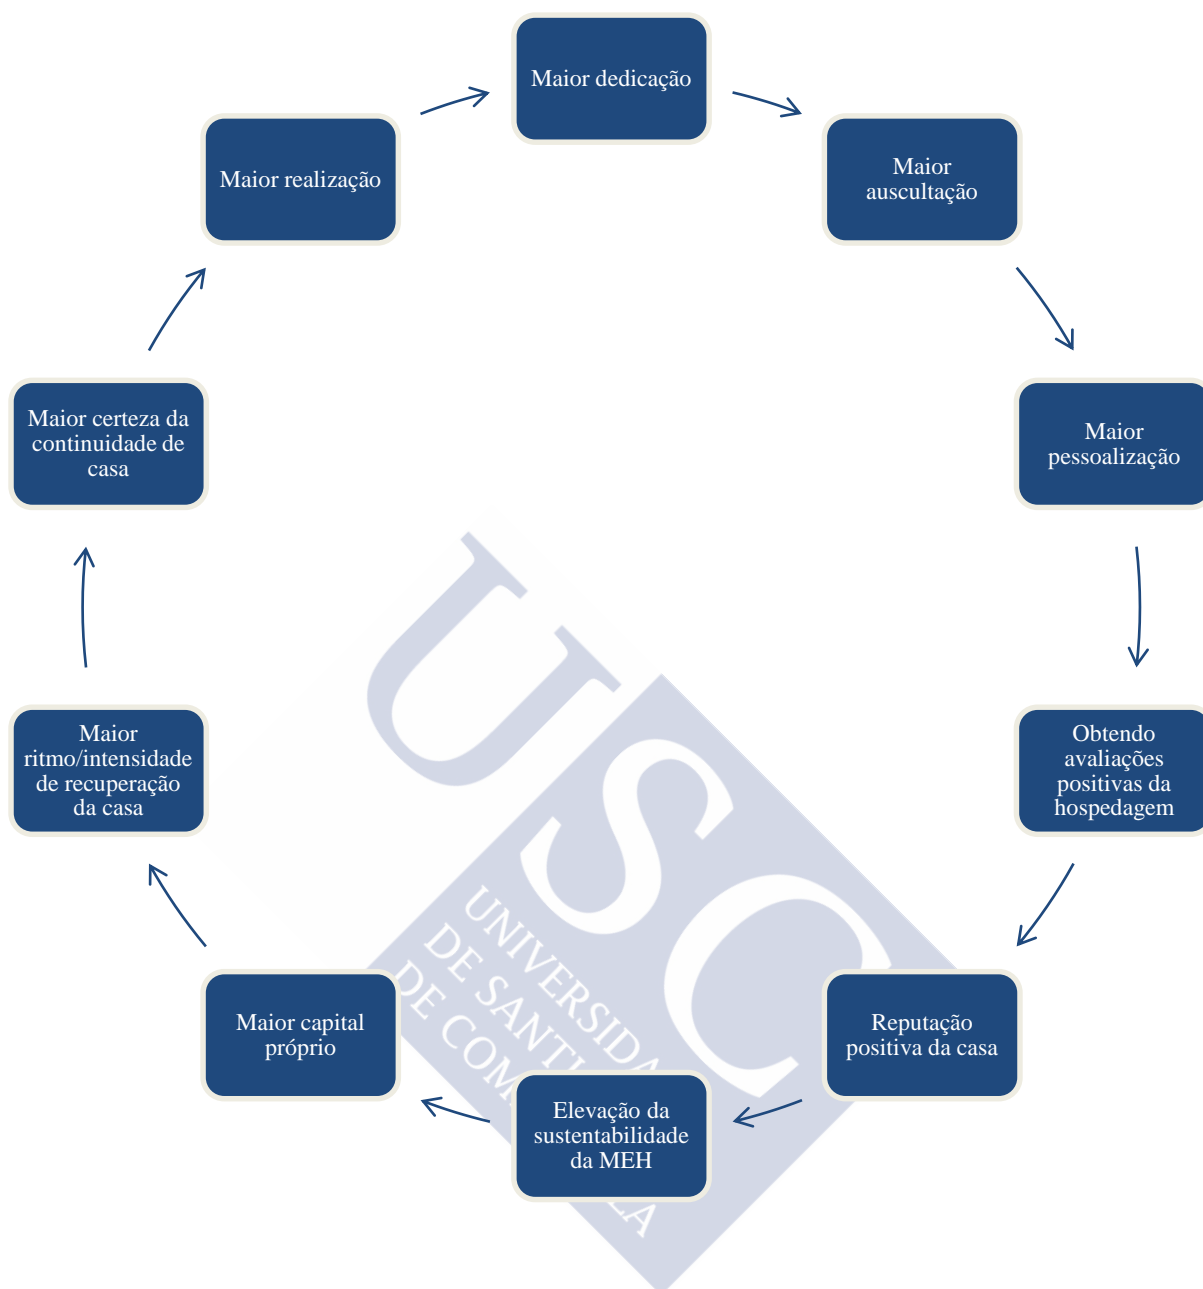 Maior dedicação
Maior
auscultação
Maior
pessoalização
Obtendo
avaliações
positivas da
hospedagem
Reputação
positiva da casa
Elevação da
sustentabilidade
da MEH
Maior capital
próprio
Maior
ritmo/intensidade
de recuperação
da casa
Maior certeza da
continuidade de
casa
Maior realização
USC
UNIVERSIDA
DE SANTI
DE COM
LA